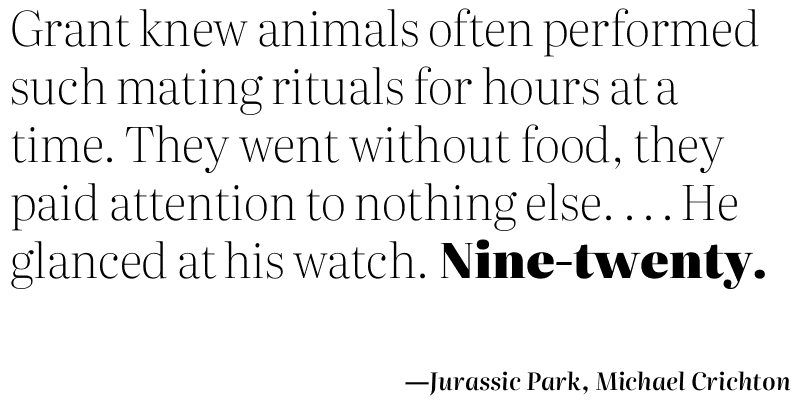 Grant knew animals often performed
such mating rituals for hours at a
time. They went without food, they
paid attention to nothing else. . . . He
glanced at his watch. Nine-twenty.
—Jurassic Park, Michael Crichton